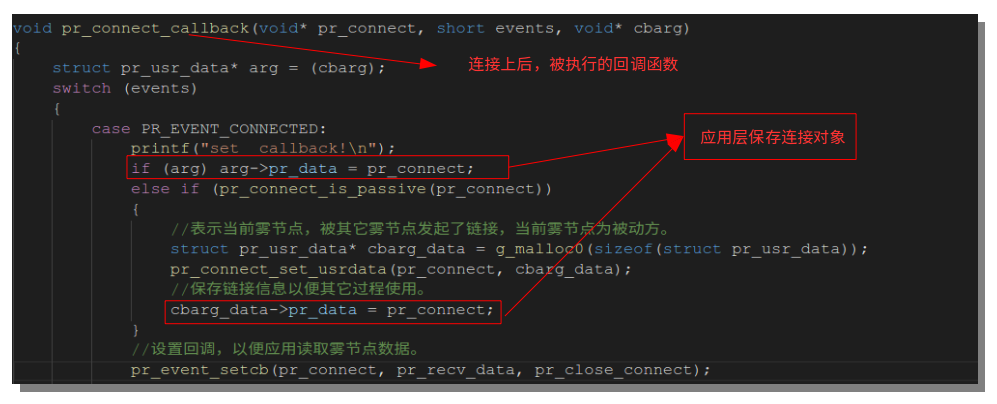 void pr_connect_callback(void* pr_connect, short events, void* cbarg)
{
    struct pr_usr_data* arg = (cbarg);
连接上后，被执行的回调函数
    switch (events)
    {
        case PR_EVENT_CONNECTED:
            printf("set  callback!\n");
应用层保存连接对象
            if (arg) arg->pr_data = pr_connect;
            else if (pr_connect_is_passive(pr_connect))
            {
                //表示当前雾节点，被其它雾节点发起了链接，当前雾节点为被动方。
                struct pr_usr_data* cbarg_data = g_malloc0(sizeof(struct pr_usr_data));
                pr_connect_set_usrdata(pr_connect, cbarg_data);
                //保存链接信息以便其它过程使用。
                cbarg_data->pr_data = pr_connect;
            }
            //设置回调，以便应用读取雾节点数据。
            pr_event_setcb(pr_connect, pr_recv_data, pr_close_connect);